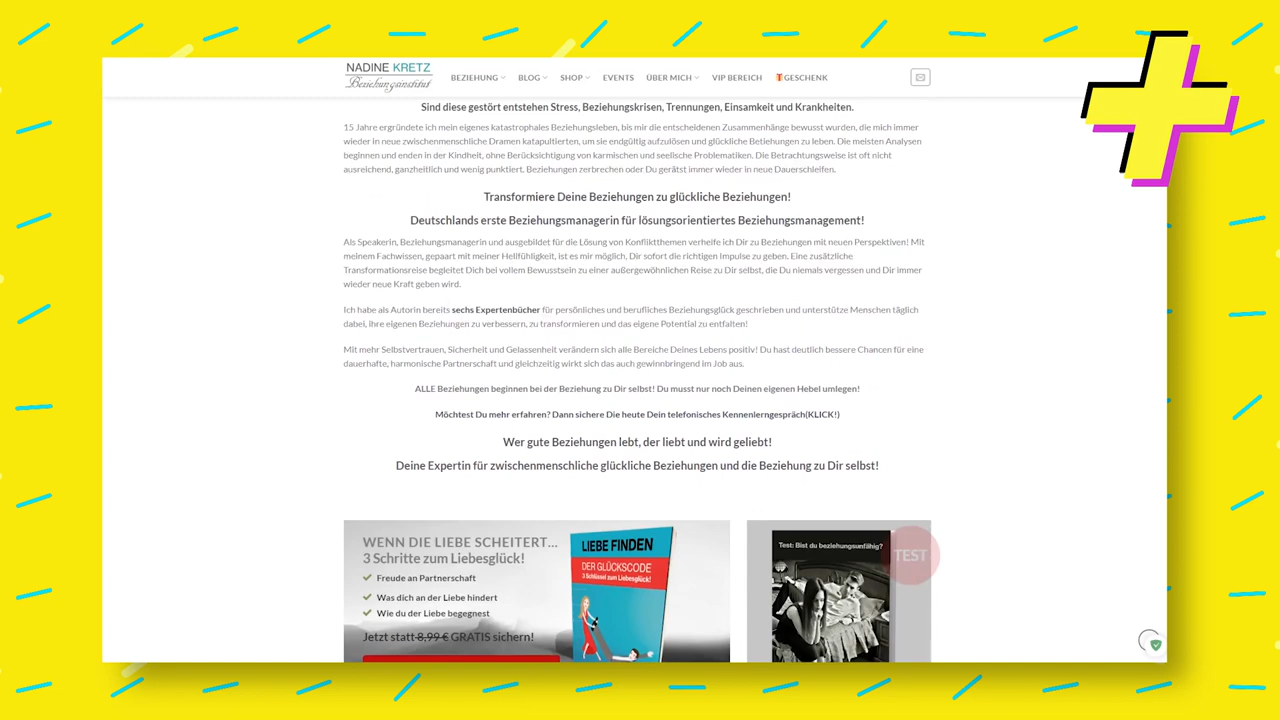 NADINE KRETZ
Beziehungsinstitut
BEZIEHUNG
BLOG
SHOP
EVENTS
ÜBER MICH
VIP BEREICH
GESCHENK
Sind diese gestört entstehen Stress, Beziehungskrisen, Trennungen, Einsamkeit und Krankheiten.
15 Jahre ergründete ich mein eigenes katastrophales Beziehungsleben, bis mir die entscheidenen Zusammenhänge bewusst wurden, die mich immer
wieder in neue zwischenmenschliche Dramen katapultierten, um sie endgültig aufzulösen und glückliche Betiehungen zu leben. Die meisten Analysen
beginnen und enden in der Kindheit, ohne Berücksichtigung von karmischen und seelische Problematiken. Die Betrachtungsweise ist oft nicht
ausreichend, ganzheitlich und wenig punktiert. Beziehungen zerbrechen oder Du gerätst immer wieder in neue Dauerschleifen.
Transformiere Deine Beziehungen zu glückliche Beziehungen!
Deutschlands erste Beziehungsmanagerin für lösungsorientiertes Beziehungsmanagement!
Als Speakerin, Beziehungsmanagerin und ausgebildet für die Lösung von Konfliktthemen verhelfe ich Dir zu Beziehungen mit neuen Perspektiven! Mit
meinem Fachwissen, gepaart mit meiner Hellfühligkeit, ist es mir möglich, Dir sofort die richtigen Impulse zu geben. Eine zusätzliche
Transformationsreise begleitet Dich bei vollem Bewusstsein zu einer außergewöhnlichen Reise zu Dir selbst, die Du niemals vergessen und Dir immer
wieder neue Kraft geben wird.
Ich habe als Autorin bereits sechs Expertenbücher für persönliches und berufliches Beziehungsglück geschrieben und unterstütze Menschen täglich
dabei, ihre eigenen Beziehungen zu verbessern, zu transformieren und das eigene Potential zu entfalten!
Mit mehr Selbstvertrauen, Sicherheit und Gelassenheit verändern sich alle Bereiche Deines Lebens positiv! Du hast deutlich bessere Chancen für eine
dauerhafte, harmonische Partnerschaft und gleichzeitig wirkt sich das auch gewinnbringend im Job aus.
ALLE Beziehungen beginnen bei der Beziehung zu Dir selbst! Du musst nur noch Deinen eigenen Hebel umlegen!
Möchtest Du mehr erfahren? Dann sichere Die heute Dein telefonisches Kennenlerngespräch(KLICK!)
Wer gute Beziehungen lebt, der liebt und wird geliebt!
Deine Expertin für zwischenmenschliche glückliche Beziehungen und die Beziehung zu Dir selbst!
WENN DIE LIEBE SCHEITERT...
3 Schritte zum Liebesglück!
Freude an Partnerschaft
Was dich an der Liebe hindert
Wie du der Liebe begegnest
Jetzt statt 8,99 € GRATIS sichern!
LIEBE FINDEN
DER GLÜCKSCODE
3 Schlüssel zum Liebesglück!
Test: Bist du beziehungsunfähig?
TEST